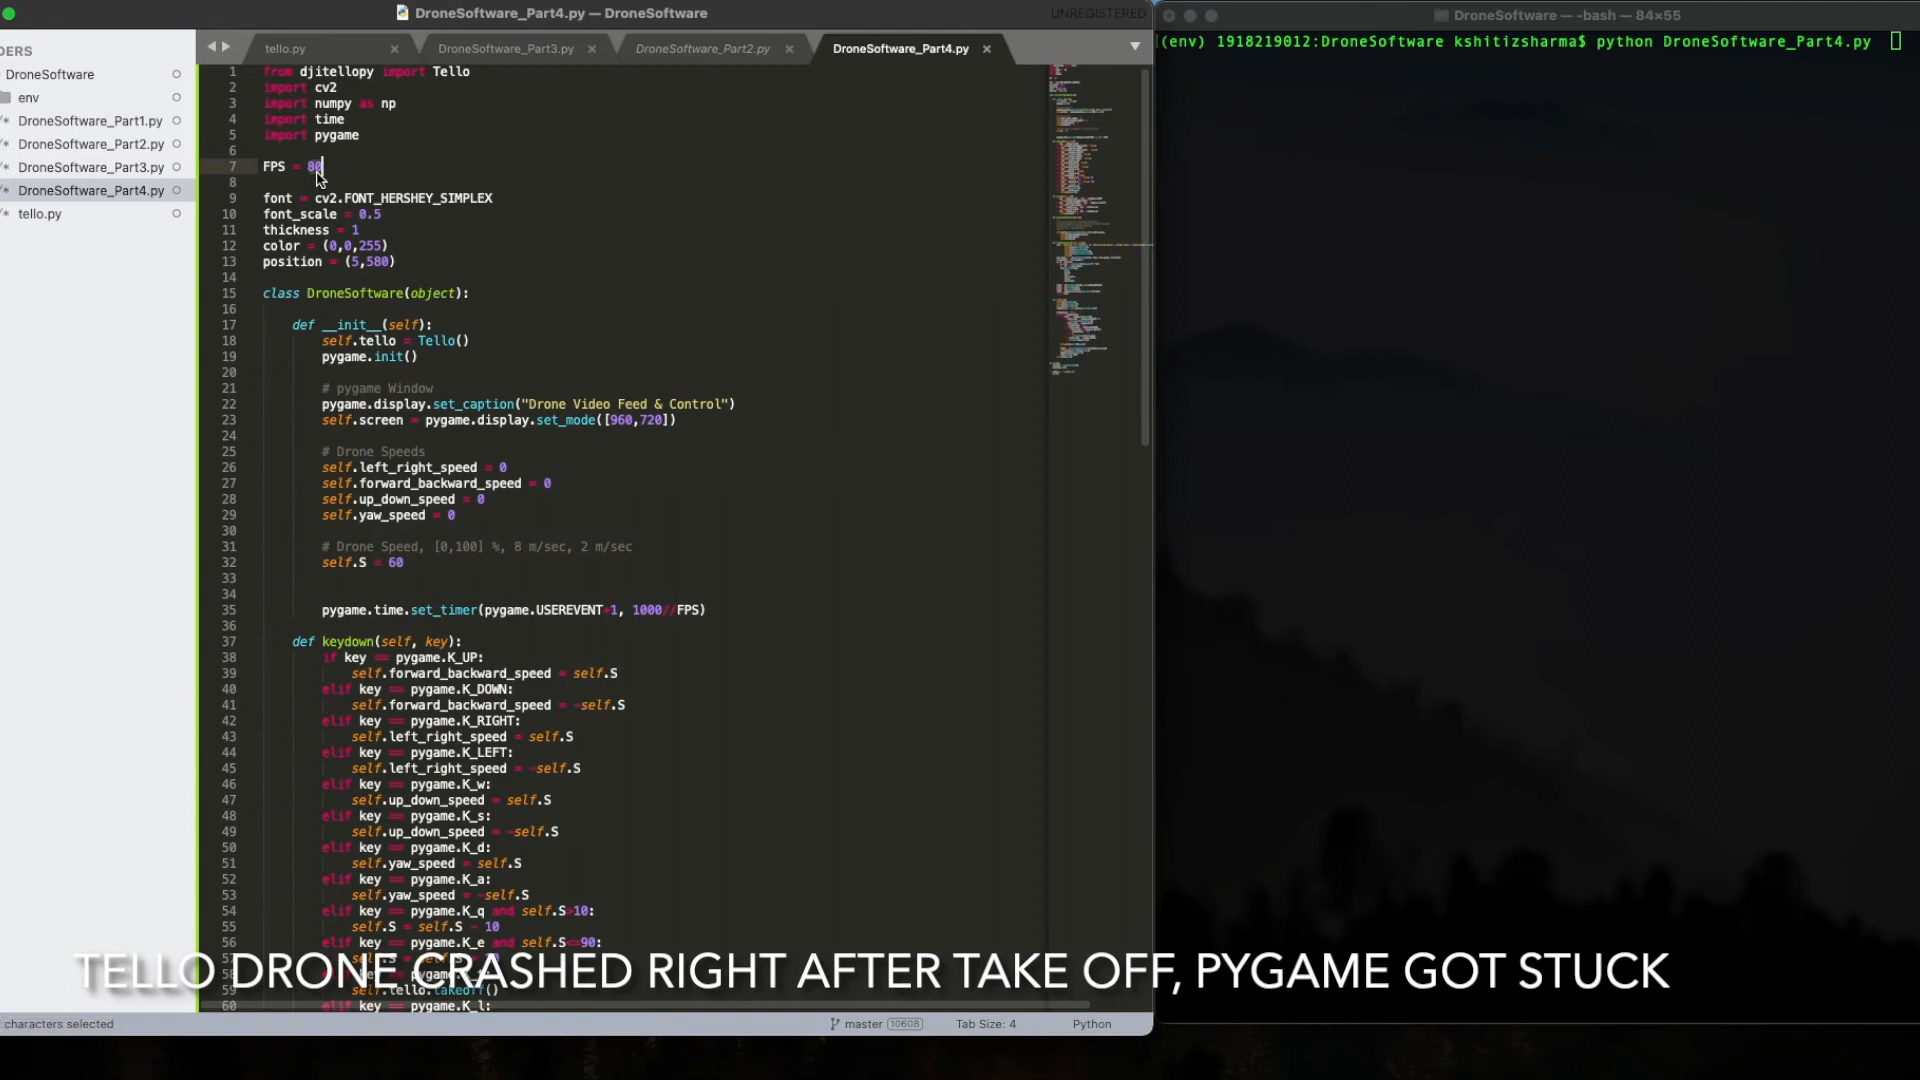 DroneSoftware_Part4.py — DroneSoftware
UNREGISTERED
DERS
DroneSoftware
env
DroneSoftware_Part1.py
DroneSoftware_Part2.py
DroneSoftware_Part3.py
DroneSoftware_Part4.py
tello.py
tello.py
DroneSoftware_Part3.py
DroneSoftware_Part2.py
DroneSoftware_Part4.py
1 from djitellopy import Tello
2 import cv2
3 import numpy as np
4 import time
5 import pygame
6
7 FPS = 80
8
9 font = cv2.FONT_HERSHEY_SIMPLEX
10 font_scale = 0.5
11 thickness = 1
12 color = (0,0,255)
13 position = (5,580)
14
15 class DroneSoftware(object):
16
17 def __init__(self):
18 self.tello = Tello()
19 pygame.init()
20
21 # pygame Window
22 pygame.display.set_caption("Drone Video Feed & Control")
23 self.screen = pygame.display.set_mode([960,720])
24
25 # Drone Speeds
26 self.left_right_speed = 0
27 self.forward_backward_speed = 0
28 self.up_down_speed = 0
29 self.yaw_speed = 0
30
31 # Drone Speed, [0,100] %, 8 m/sec, 2 m/sec
32 self.S = 60
33
34
35 pygame.time.set_timer(pygame.USEREVENT+1, 1000//FPS)
36
37 def keydown(self, key):
38 if key == pygame.K_UP:
39 self.forward_backward_speed = self.S
40 elif key == pygame.K_DOWN:
41 self.forward_backward_speed = -self.S
42 elif key == pygame.K_RIGHT:
43 self.left_right_speed = self.S
44 elif key == pygame.K_LEFT:
45 self.left_right_speed = -self.S
46 elif key == pygame.K_w:
47 self.up_down_speed = self.S
48 elif key == pygame.K_s:
49 self.up_down_speed = -self.S
50 elif key == pygame.K_d:
51 self.yaw_speed = self.S
52 elif key == pygame.K_a:
53 self.yaw_speed = -self.S
54 elif key == pygame.K_q and self.S>10:
55 self.S = self.S - 10
56 elif key == pygame.K_e and self.S<=90:
59 self.tello.takeoff()
60 elif key == pygame.K_l:
TELLO DRONE CRASHED RIGHT AFTER TAKE OFF, PYGAME GOT STUCK
characters selected
master 10608
Tab Size: 4
Python
DroneSoftware — -bash — 84×55
(env) 1918219012:DroneSoftware kshitizsharma$ python DroneSoftware_Part4.py